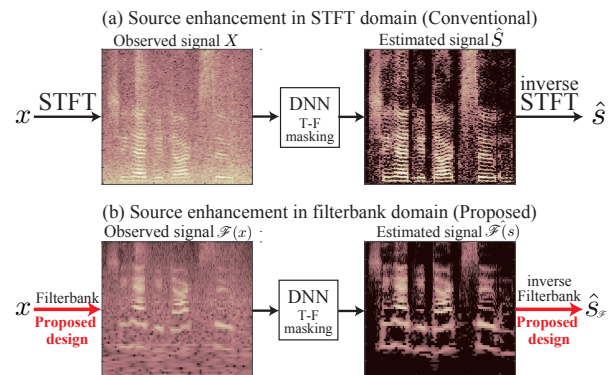 (a) Source enhancement in STFT domain (Conventional)
Observed signal X
Estimated signal Ŝ
x
STFT
DNN
T-F
masking
inverse
STFT
ŝ
(b) Source enhancement in filterbank domain (Proposed)
Observed signal ℱ(x)
Estimated signal ℱ̂(s)
x
Filterbank
Proposed
design
DNN
T-F
masking
inverse
Filterbank
Proposed
design
ŝ_ℱ